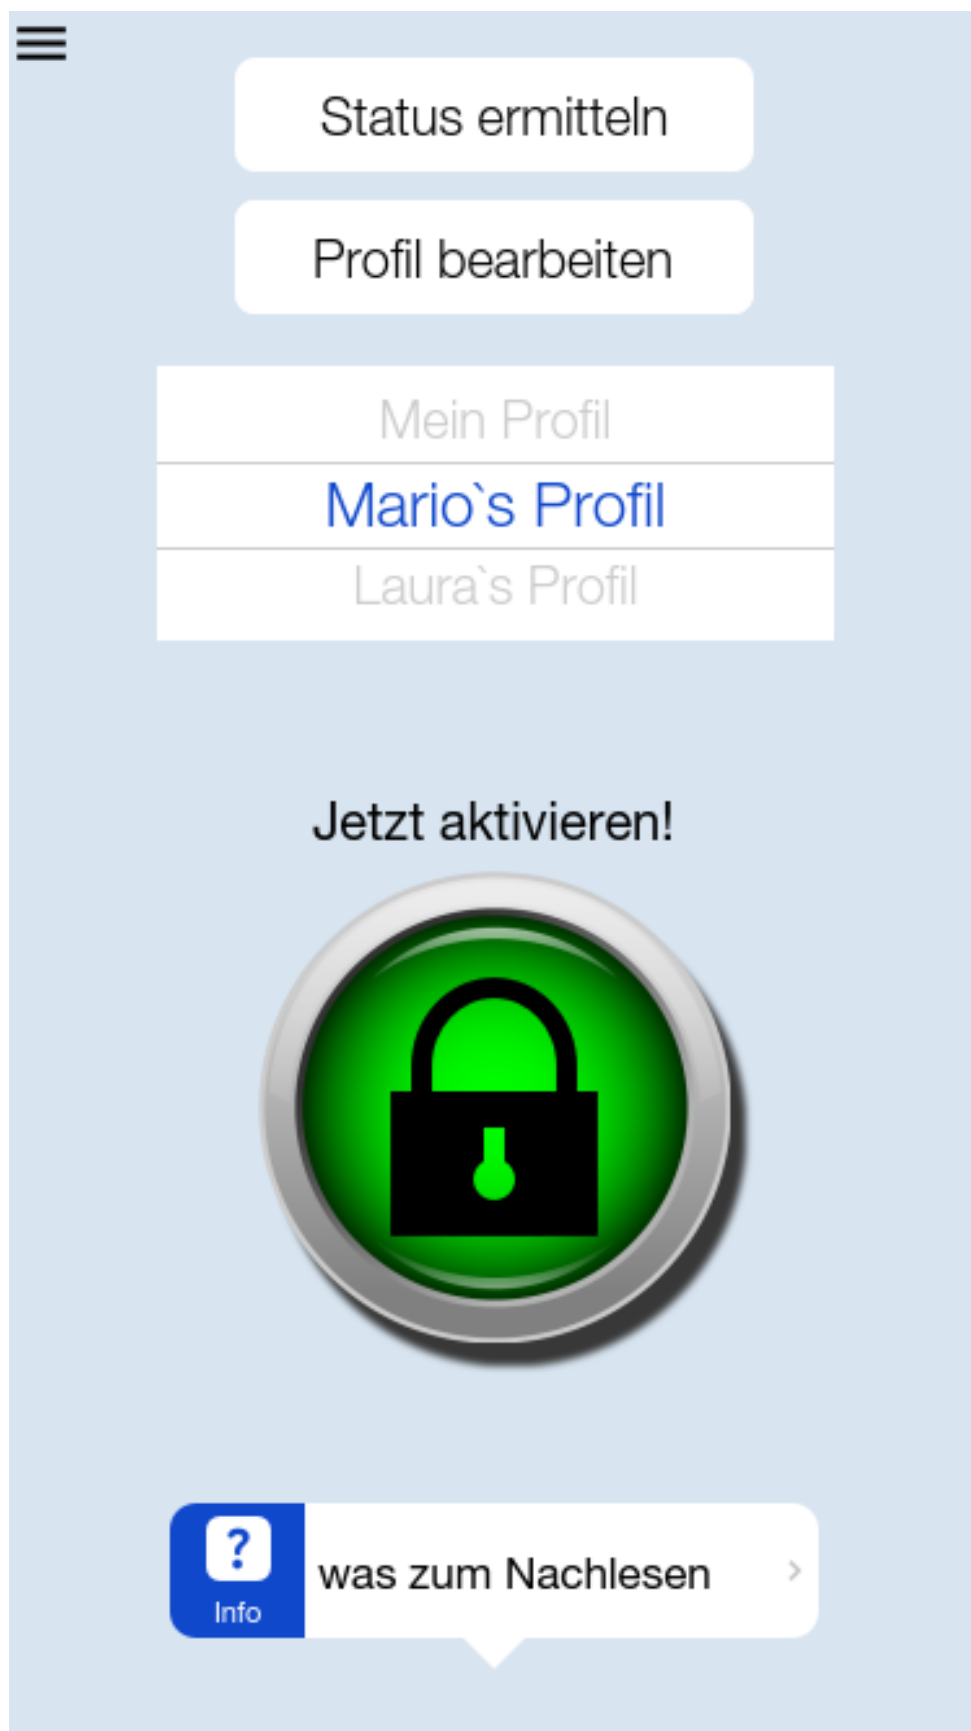 Status ermitteln
Profil bearbeiten
Mein Profil
Mario`s Profil
Laura`s Profil
Jetzt aktivieren!
?
Info
was zum Nachlesen